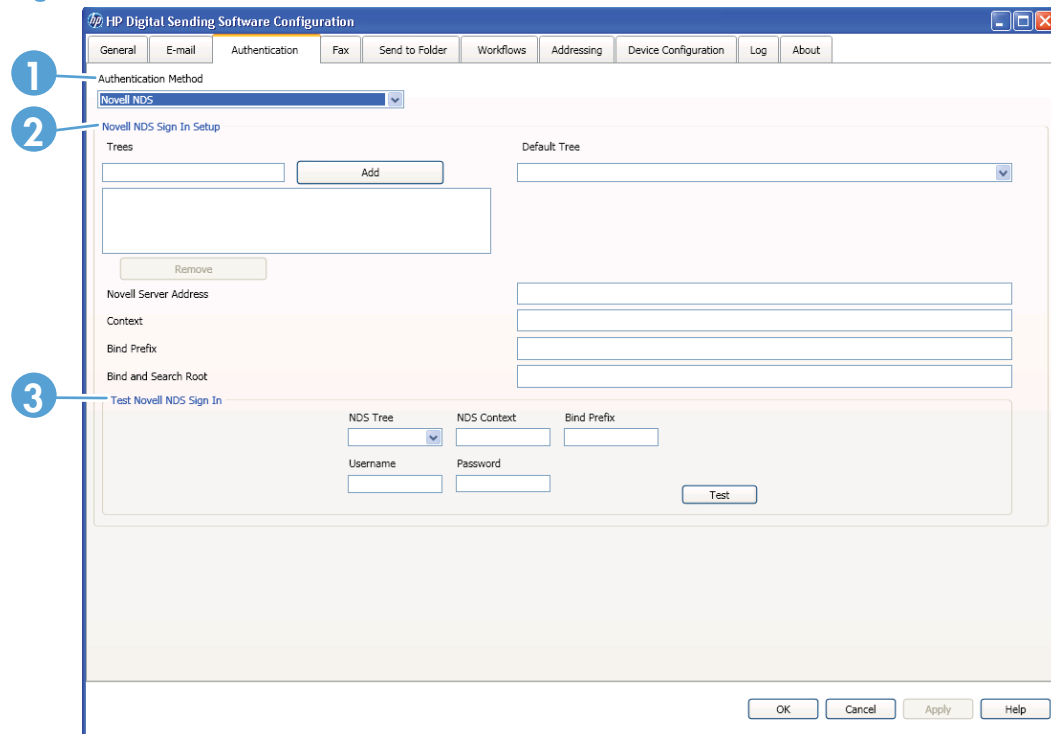 hp HP Digital Sending Software Configuration
General E-mail Authentication Fax Send to Folder Workflows Addressing Device Configuration Log About
1 Authentication Method
Novell NDS
2 Novell NDS Sign In Setup
Trees Default Tree
Add
Remove
Novell Server Address
Context
Bind Prefix
Bind and Search Root
3 Test Novell NDS Sign In
NDS Tree NDS Context Bind Prefix
Username Password
Test
OK Cancel Apply Help